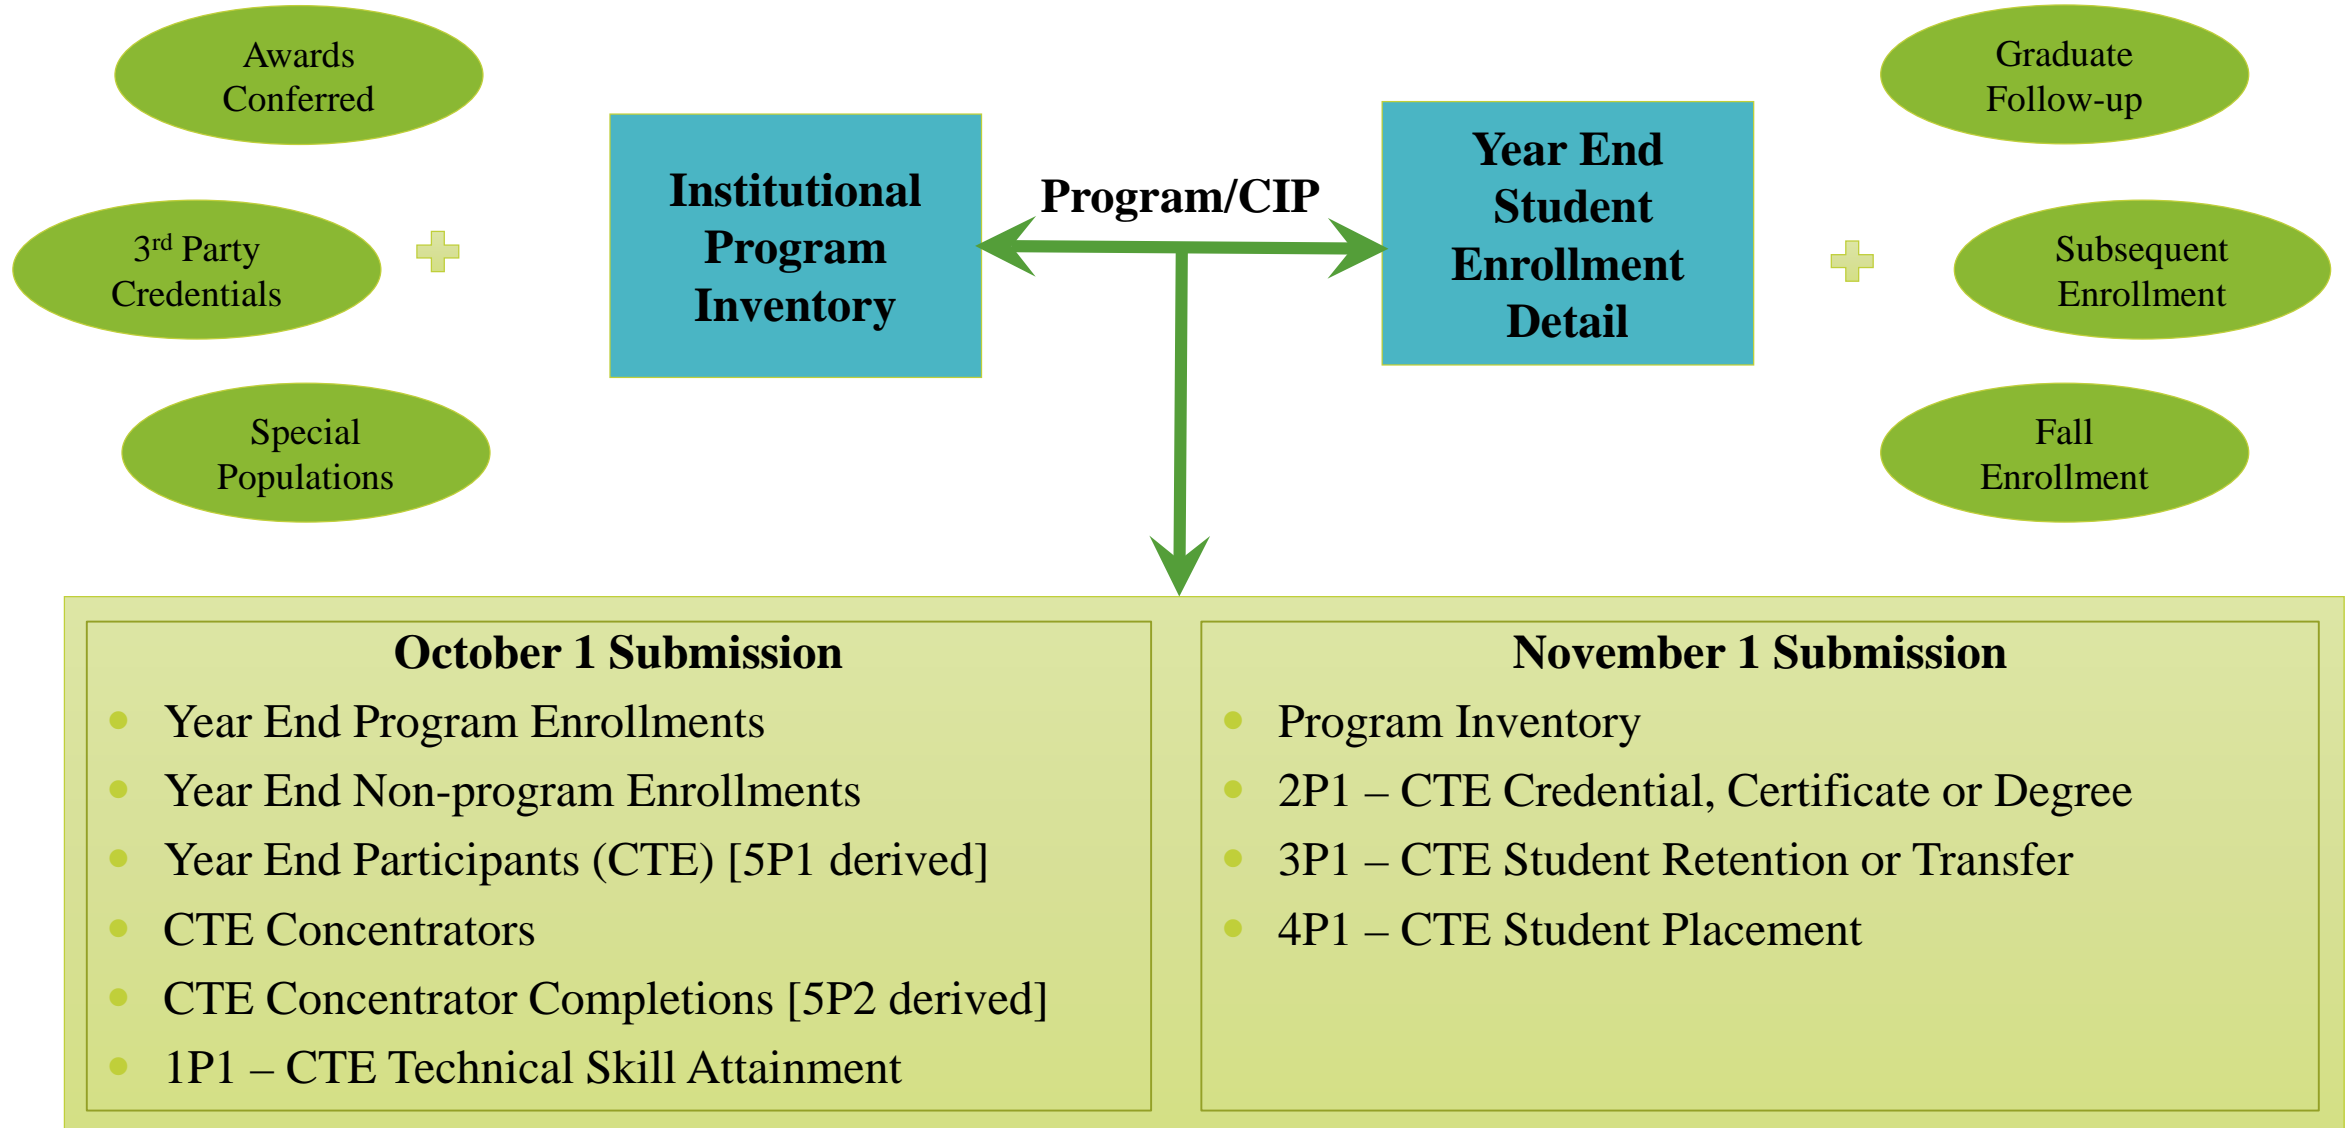 Awards
Conferred
3rd Party
Credentials
Special
Populations
Institutional
Program
Inventory
Program/CIP
Year End
Student
Enrollment
Detail
Graduate
Follow-up
Subsequent
Enrollment
Fall
Enrollment
October 1 Submission
Year End Program Enrollments
Year End Non-program Enrollments
Year End Participants (CTE) [5P1 derived]
CTE Concentrators
CTE Concentrator Completions [5P2 derived]
1P1 – CTE Technical Skill Attainment
November 1 Submission
Program Inventory
2P1 – CTE Credential, Certificate or Degree
3P1 – CTE Student Retention or Transfer
4P1 – CTE Student Placement